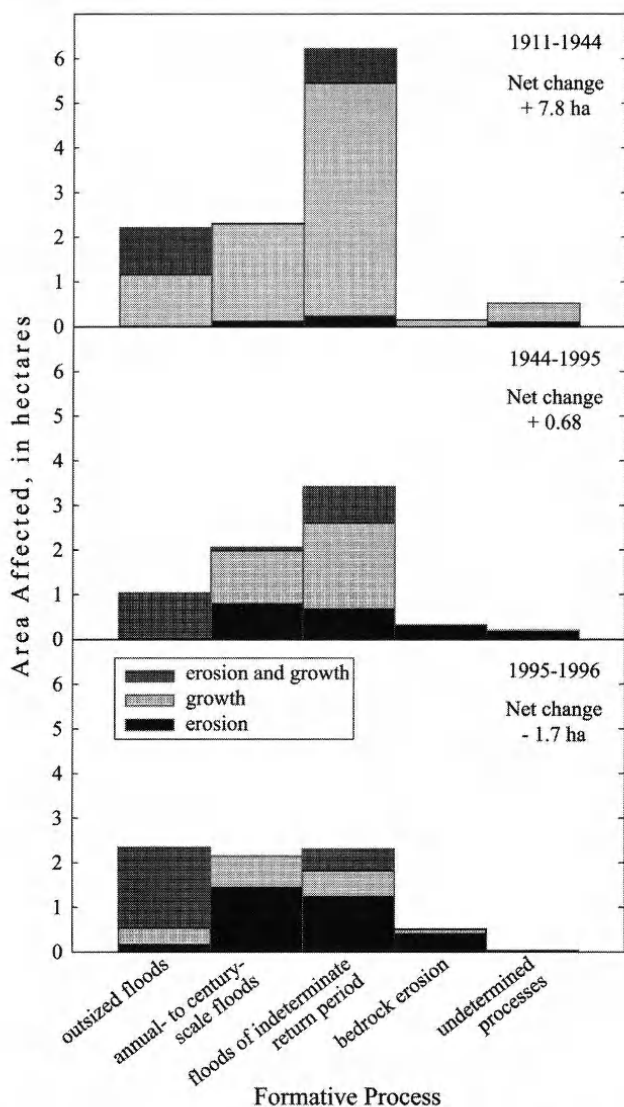 Area Affected, in hectares
6
5
4
3
2
1
0
1911-1944
Net change
+ 7.8 ha
6
5
4
3
2
1
0
1944-1995
Net change
+ 0.68
6
5
4
3
2
1
0
erosion and growth
growth
erosion
1995-1996
Net change
- 1.7 ha
outsized floods
annual- to century-
scale floods
floods of indeterminate
return period
bedrock erosion
undetermined
processes
Formative Process